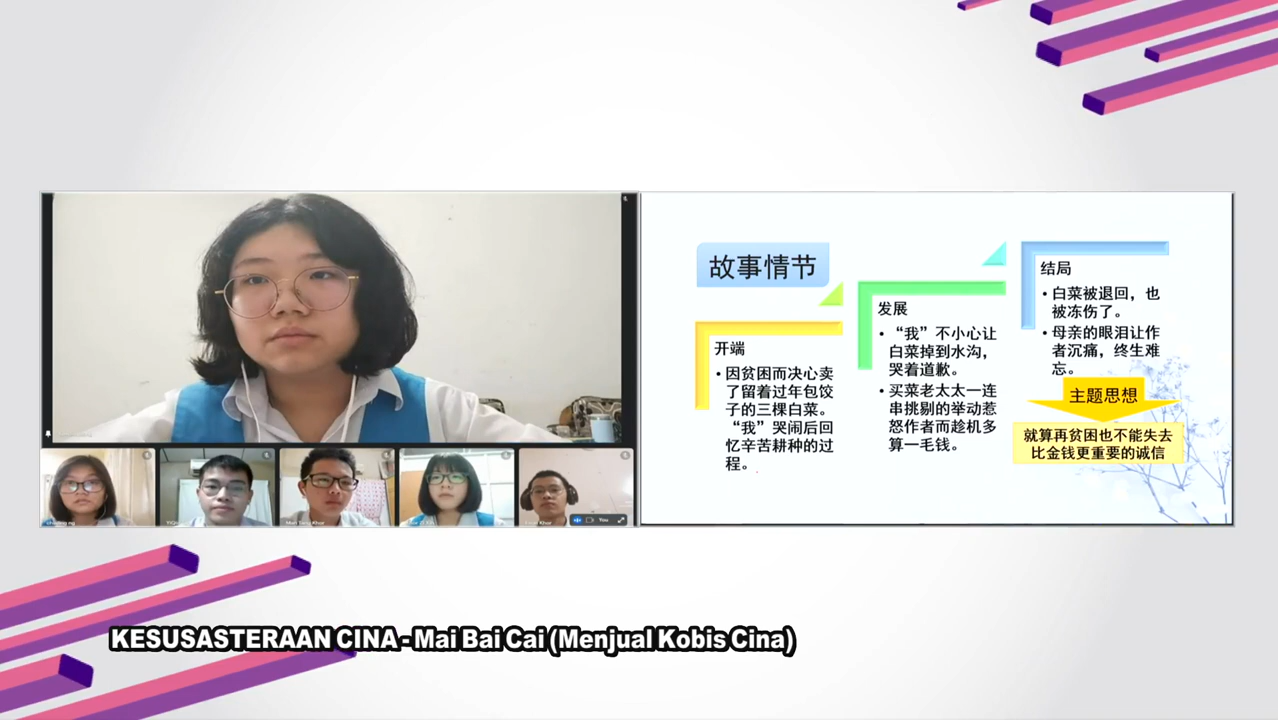 故事情节
开端
•因贫困而决心卖
了留着过年包饺
子的三棵白菜。
“我”哭闹后回
忆辛苦耕种的过
程。
发展
•“我”不小心让
白菜掉到水沟，
哭着道歉。
•买菜老太太一连
串挑剔的举动惹
怒作者而趁机多
算一毛钱。
结局
•白菜被退回，也
被冻伤了。
•母亲的眼泪让作
者沉痛，终生难
忘。
主题思想
就算再贫困也不能失去
比金钱更重要的诚信
You
KESUSASTERAAN CINA - Mai Bai Cai (Menjual Kobis Cina)